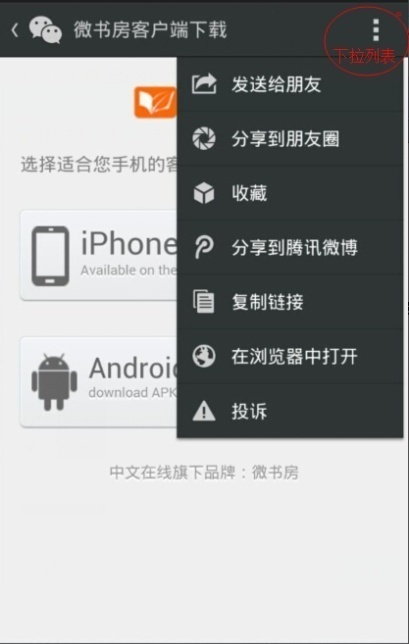 微书房客户端下载
下拉列表
发送给朋友
分享到朋友圈
选择适合您手机的客
收藏
iPhone
Available on the
分享到腾讯微博
复制链接
在浏览器中打开
Android
download APK
投诉
中文在线旗下品牌：微书房